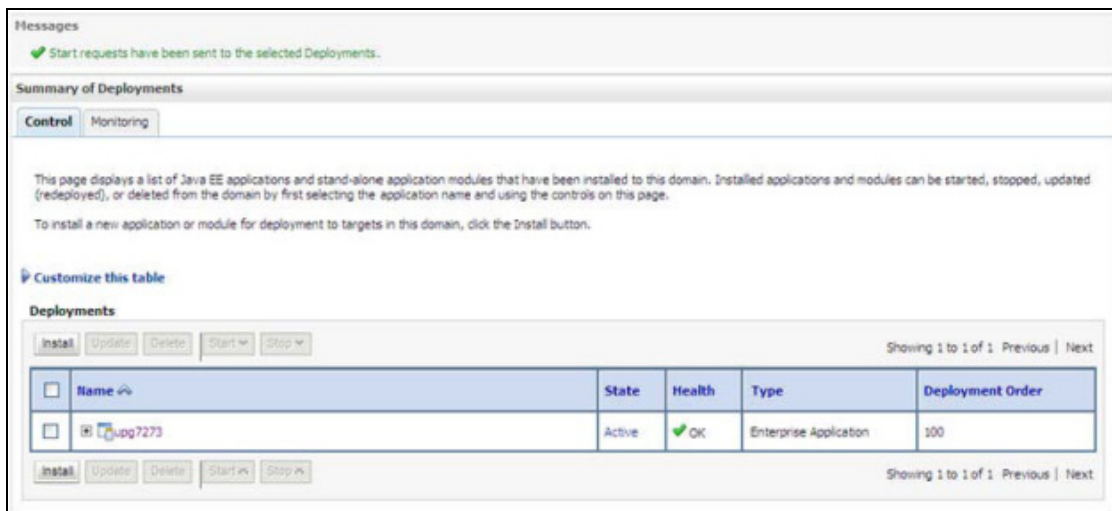 Messages
Start requests have been sent to the selected Deployments.
Summary of Deployments
Control Monitoring
This page displays a list of Java EE applications and stand-alone application modules that have been installed to this domain. Installed applications and modules can be started, stopped, updated
(redeployed), or deleted from the domain by first selecting the application name and using the controls on this page.
To install a new application or module for deployment to targets in this domain, click the Install button.
Customize this table
Deployments
Install Update Delete Start Stop Showing 1 to 1 of 1 Previous | Next
Name State Health Type Deployment Order
upg7273 Active OK Enterprise Application 100
Install Update Delete Start Stop Showing 1 to 1 of 1 Previous | Next